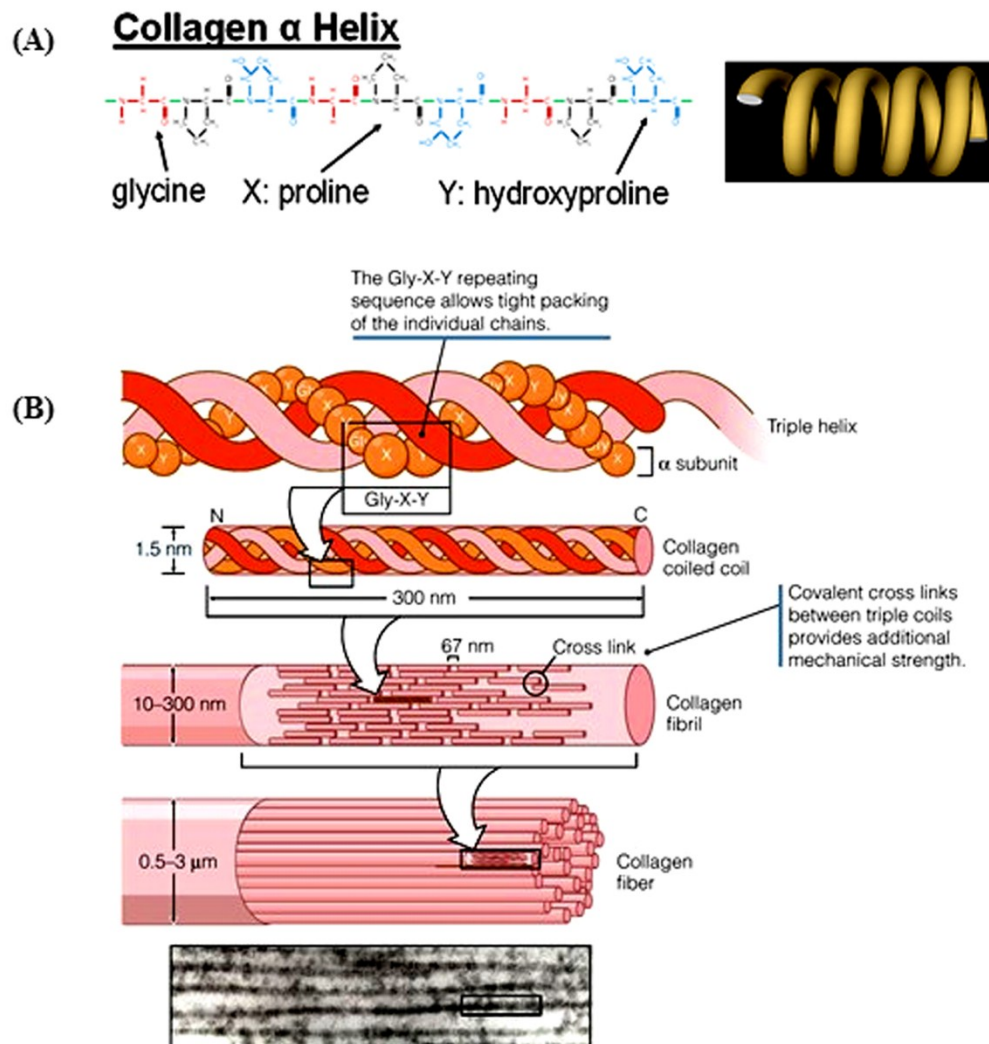 (A)
Collagen α Helix
glycine
X: proline
Y: hydroxyproline
(B)
The Gly-X-Y repeating
sequence allows tight packing
of the individual chains.
Triple helix
α subunit
Gly-X-Y
N
C
1.5 nm
Collagen
coiled coil
300 nm
Covalent cross links
between triple coils
provides additional
mechanical strength.
67 nm
Cross link
10–300 nm
Collagen
fibril
0.5–3 μm
Collagen
fiber